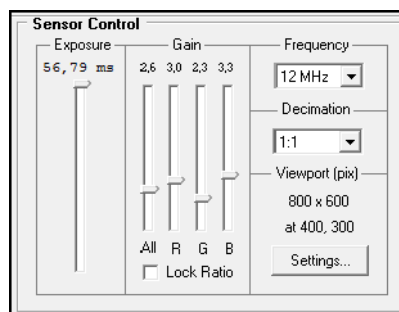 Sensor Control
Exposure
56,79 ms
Gain
2,6 3,0 2,3 3,3
All R G B
Lock Ratio
Frequency
12 MHz
Decimation
1:1
Viewport (pix)
800 x 600
at 400, 300
Settings...